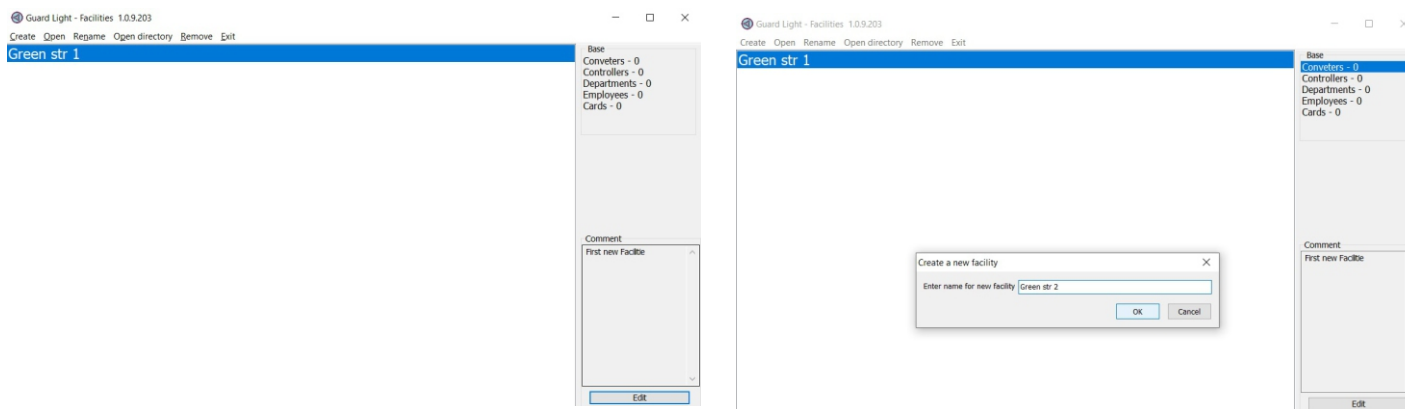 Guard Light - Facilities 1.0.9.203
Create Open Rename Open directory Remove Exit
Green str 1
Base
Conveters - 0
Controllers - 0
Departments - 0
Employees - 0
Cards - 0
Comment
First new Faciltie
Edit
Guard Light - Facilities 1.0.9.203
Create Open Rename Open directory Remove Exit
Green str 1
Base
Conveters - 0
Controllers - 0
Departments - 0
Employees - 0
Cards - 0
Create a new facility
Enter name for new facility Green str 2
OK Cancel
Comment
First new Faciltie
Edit